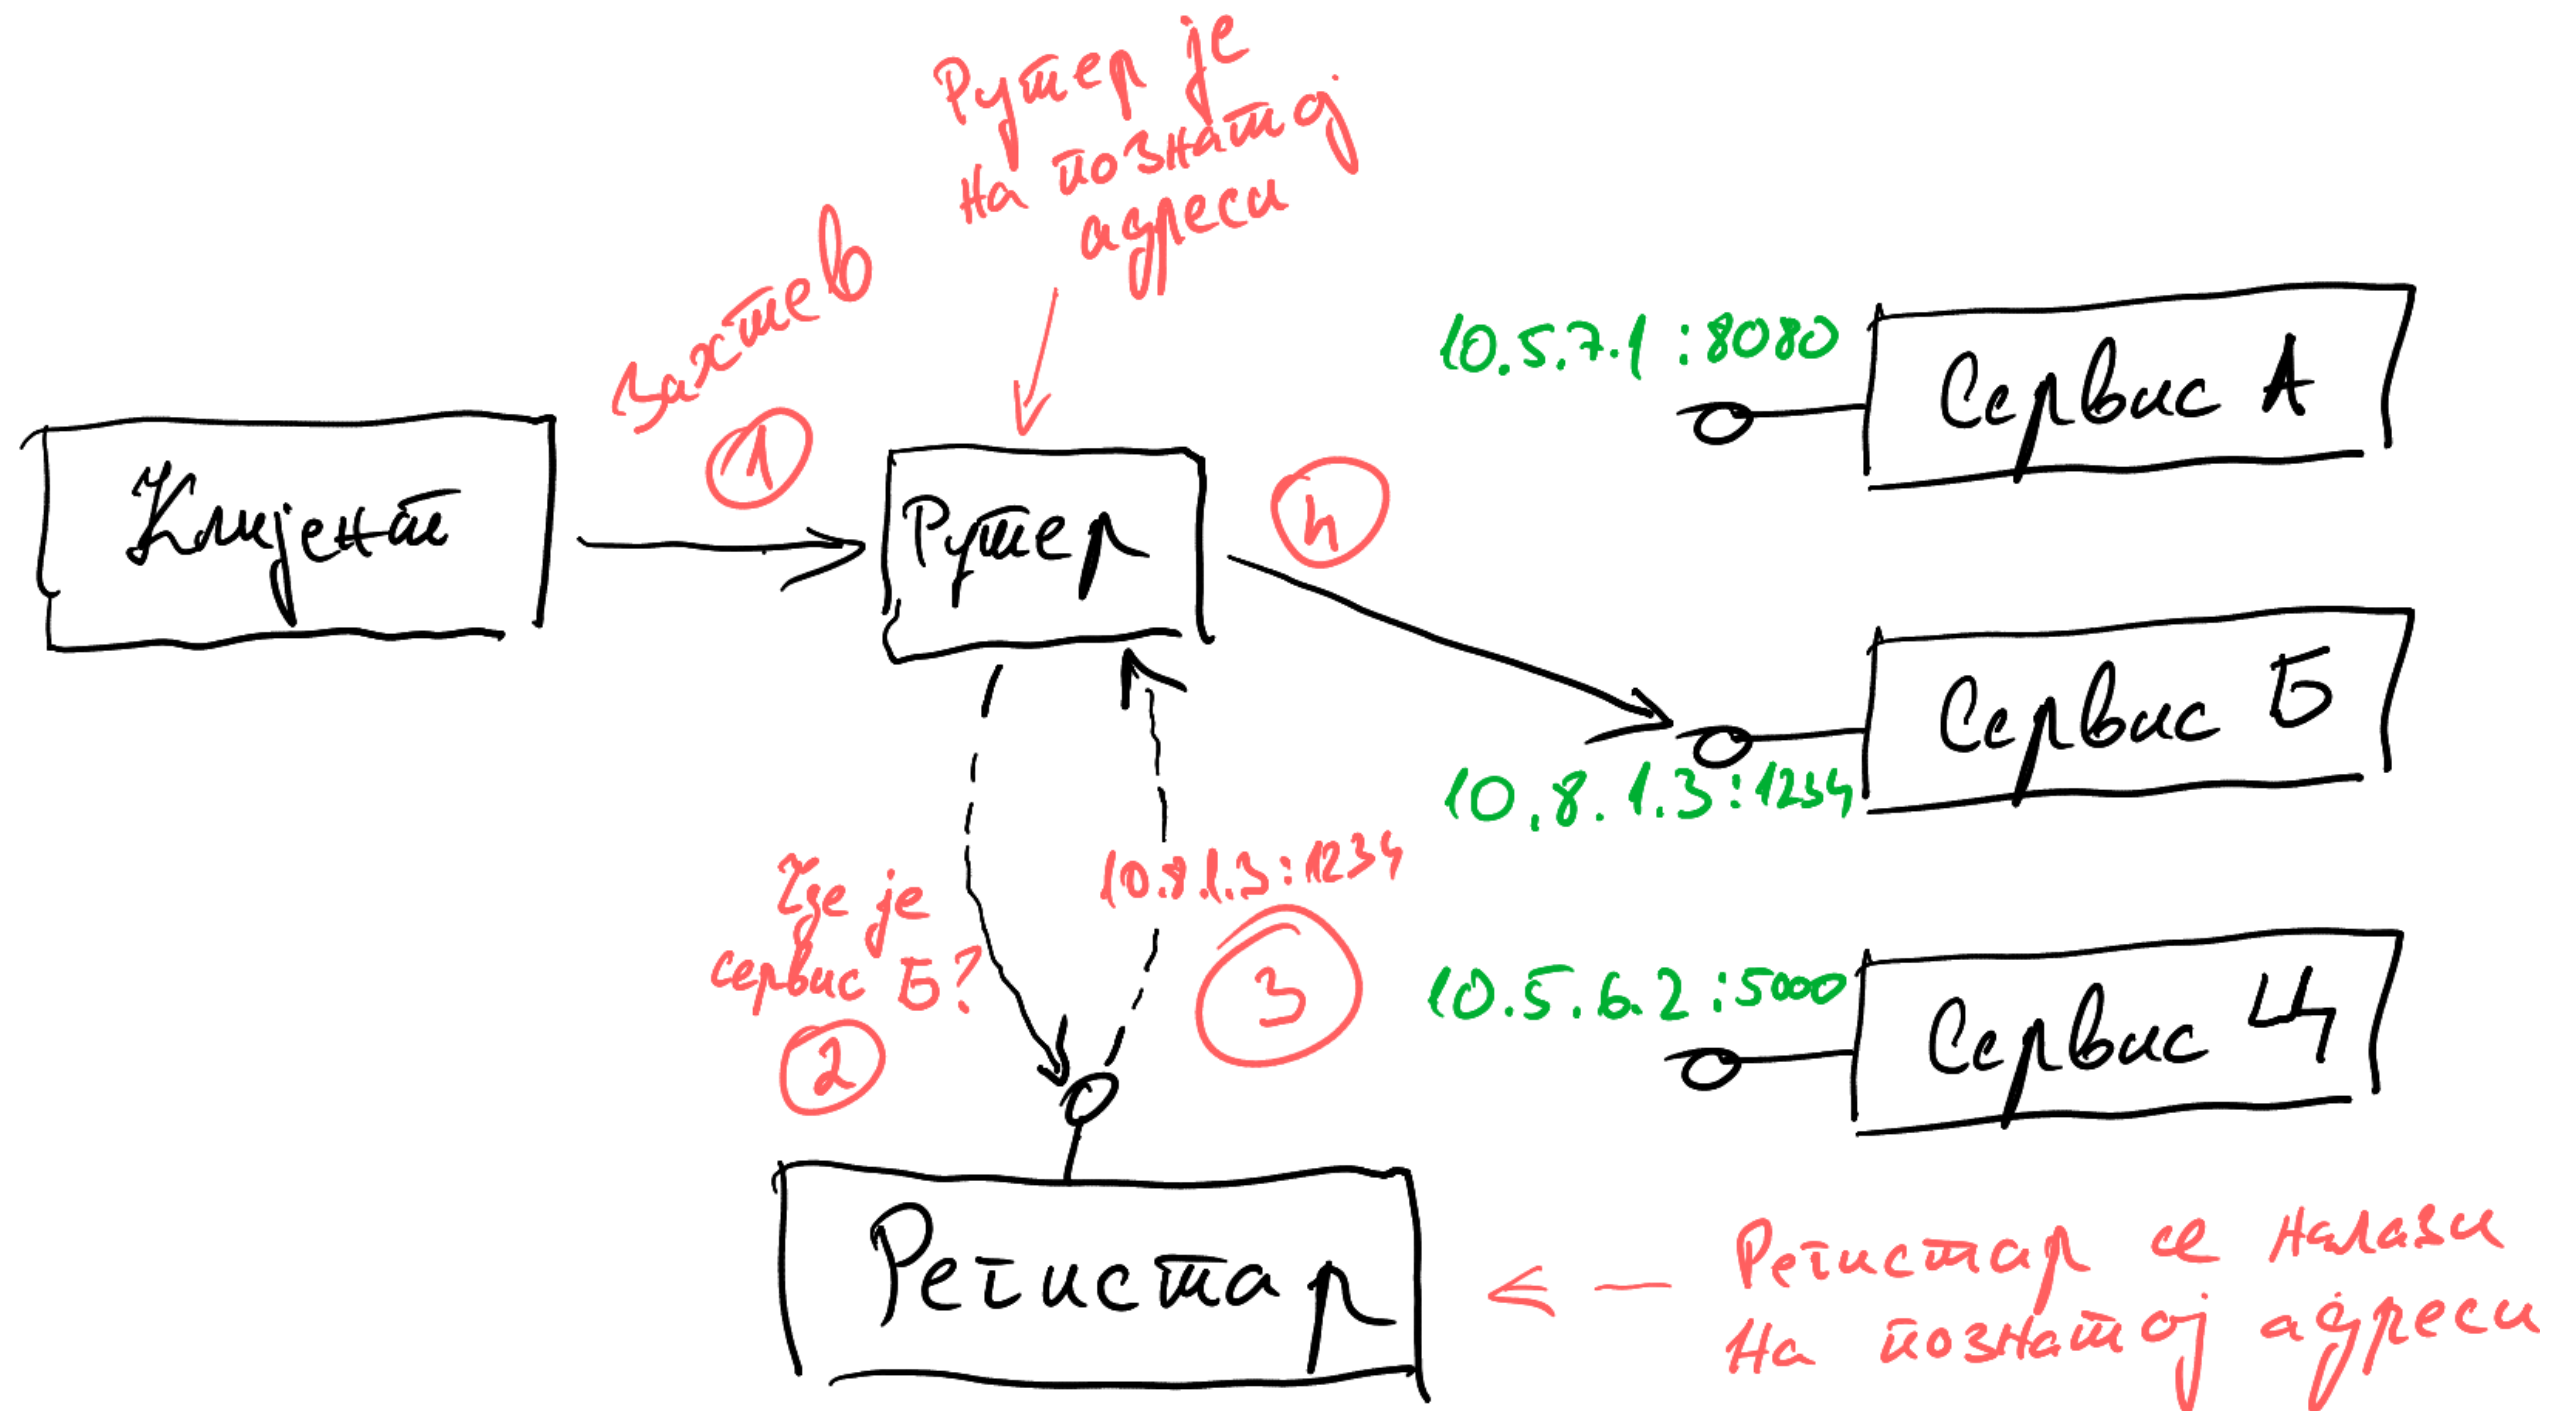 Рутер је
на познатој
адреси
Захтев
1
Клијент
Рутер
4
10.5.7.1:8080
Сервис А
Сервис Б
10.8.1.3:1234
Где је
сервис Б?
2
10.8.1.3:1234
3
10.5.6.2:5000
Сервис Ц
Регистар
Регистар се налази
на познатој адреси